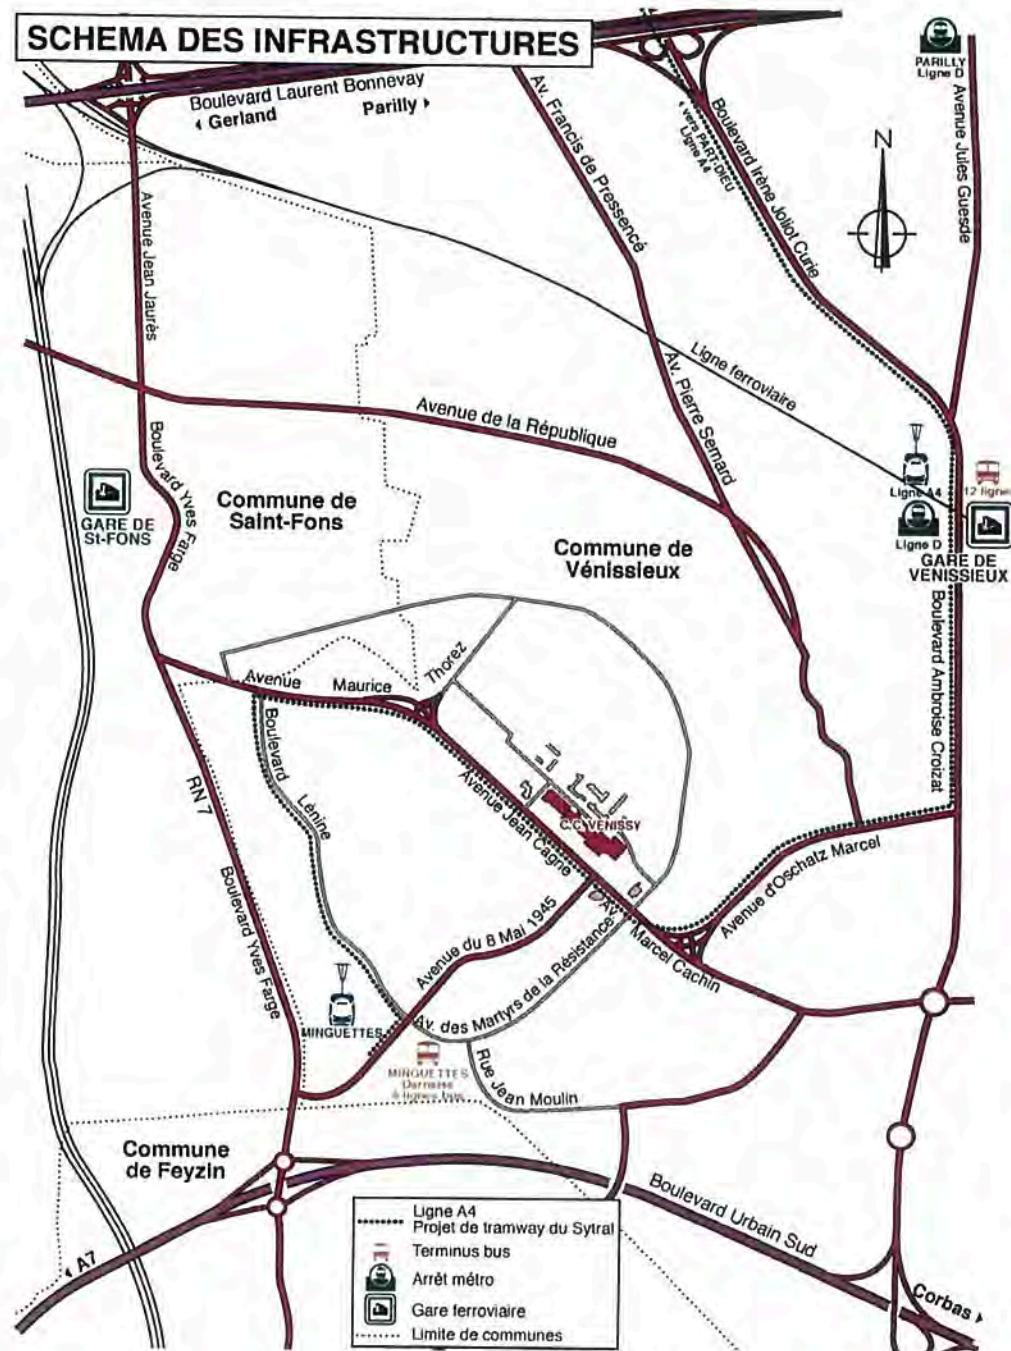 SCHEMA DES INFRASTRUCTURES
PARILLY
Ligne D
Boulevard Laurent Bonnevay
Gerland
Parilly
Av. Francis de Pressencé
vers PART-DIEU
Ligne A4
Boulevard Irène Joliot Curie
Avenue Jules Guesde
N
Avenue Jean Jaurès
Ligne ferroviaire
Av. Pierre Semard
Avenue de la République
Boulevard Yves Farge
GARE DE
St-FONS
Commune de
Saint-Fons
Commune de
Vénissieux
Ligne A4
12 lignes
Ligne D
GARE DE
VENISSIEUX
Boulevard Ambroise Croizat
Avenue Maurice Thorez
Boulevard Lénine
RN 7
Avenue Jean Cagne
C.C. VENISSY
Avenue d'Oschatz Marcel
Boulevard Yves Farge
Avenue du 8 Mai 1945
Av. Marcel Cachin
Av. des Martyrs de la Résistance
MINGUETTES
MINGUETTES
Rue Jean Moulin
Commune
de Feyzin
A7
Boulevard Urbain Sud
Corbas
Ligne A4
Projet de tramway du Sytral
Terminus bus
Arrêt métro
Gare ferroviaire
Limite de communes